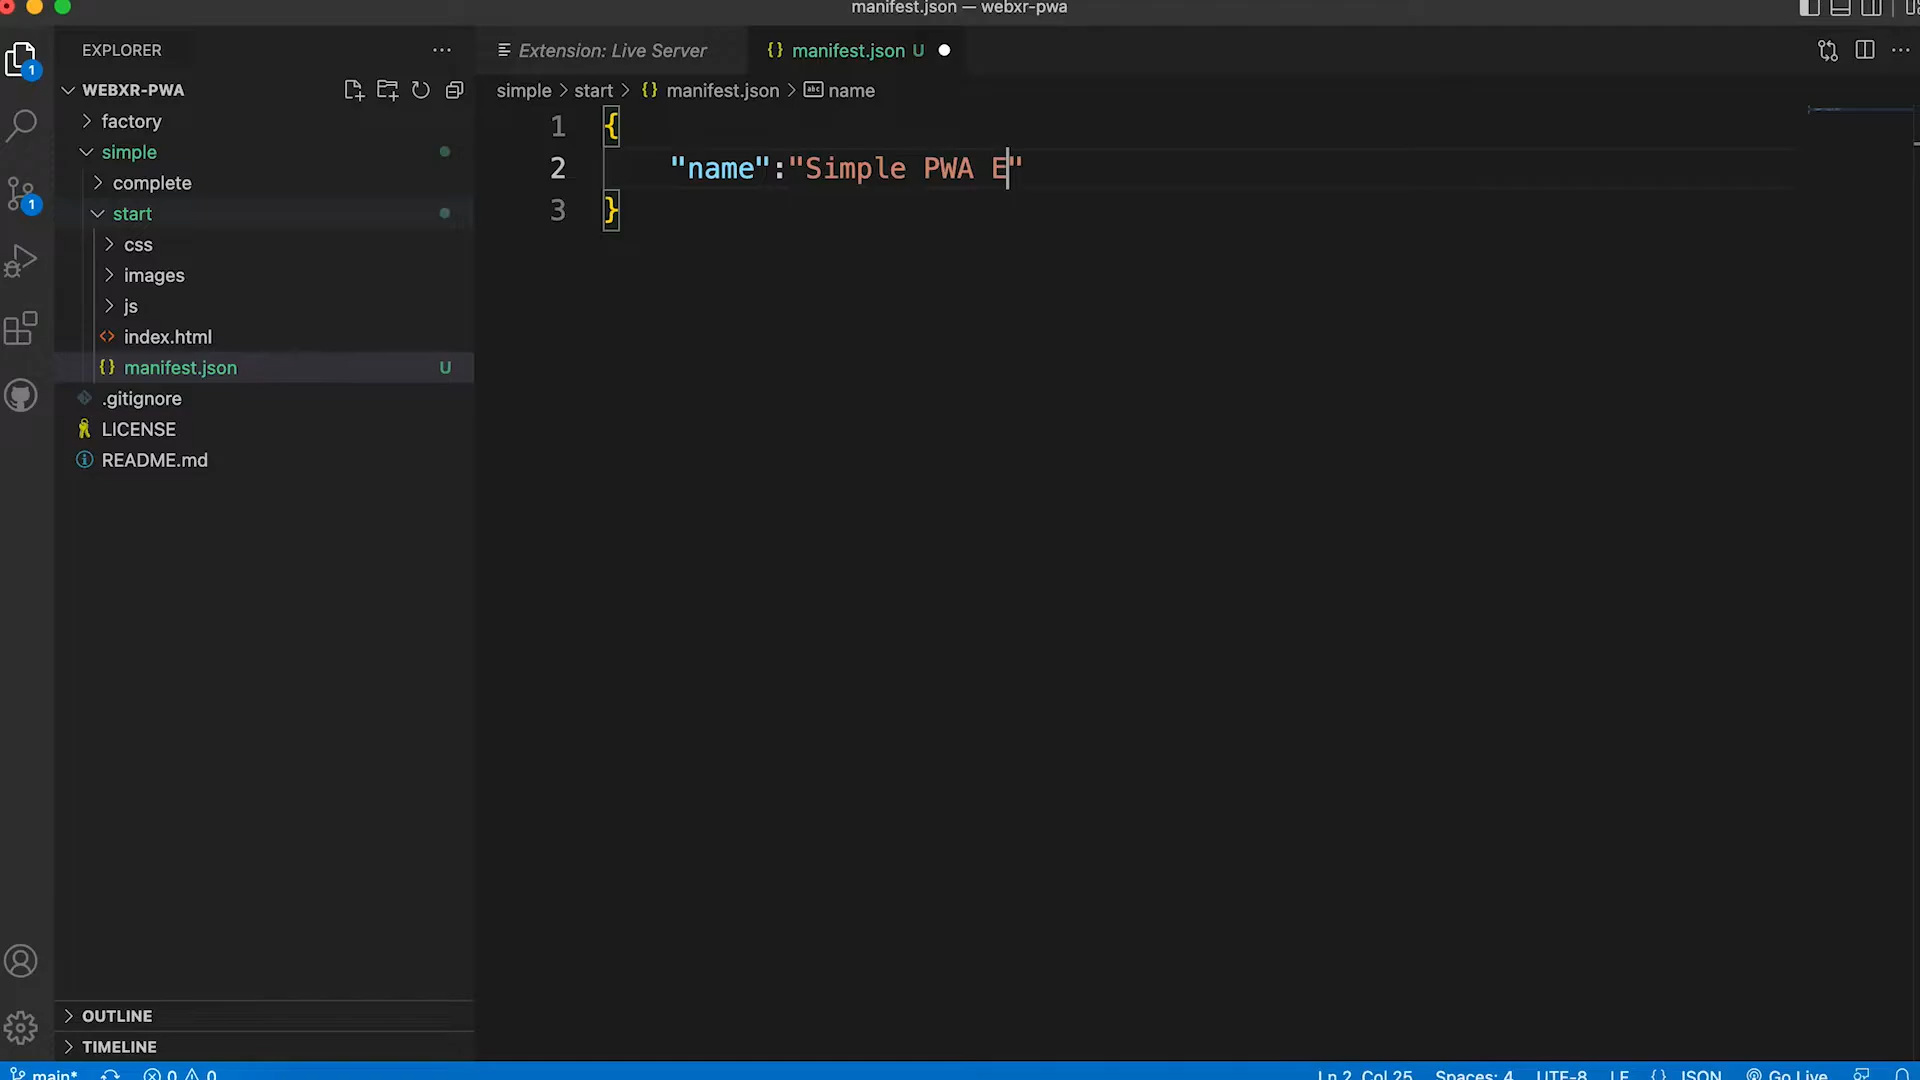 manifest.json — webxr-pwa
EXPLORER
Extension: Live Server
manifest.json U
WEBXR-PWA
simple > start > {} manifest.json > name
factory
simple
complete
start
css
images
js
index.html
manifest.json U
.gitignore
LICENSE
README.md
1 {
2 "name":"Simple PWA E"
3 }
1
1
OUTLINE
TIMELINE
main* 0 0 Ln 2, Col 25 Spaces: 4 UTF-8 LF {} JSON Go Live